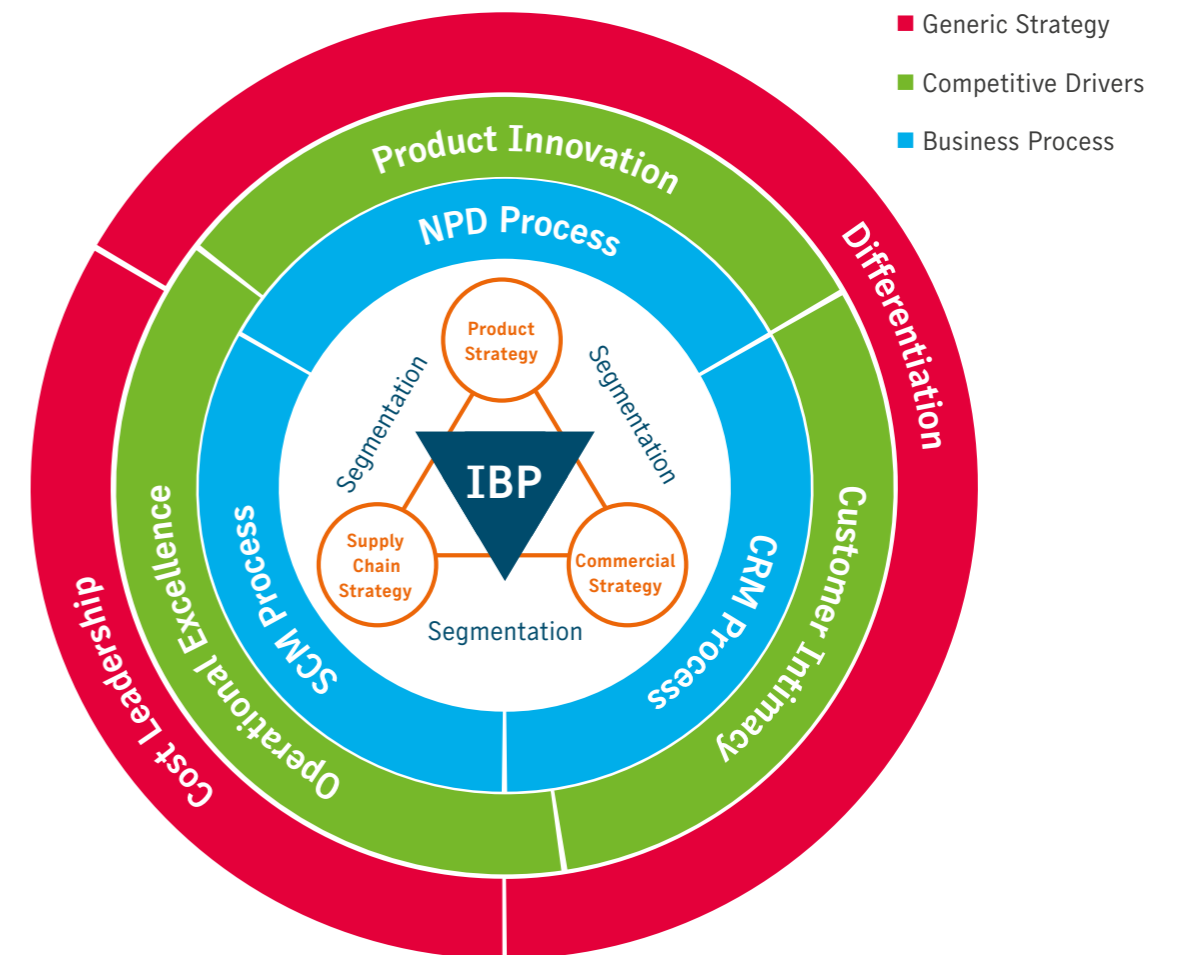 Generic Strategy
Competitive Drivers
Business Process
Differentiation
Cost Leadership
Product Innovation
Customer Intimacy
Operational Excellence
NPD Process
CRM Process
SCM Process
Product
Strategy
Segmentation
Segmentation
IBP
Supply
Chain
Strategy
Commercial
Strategy
Segmentation